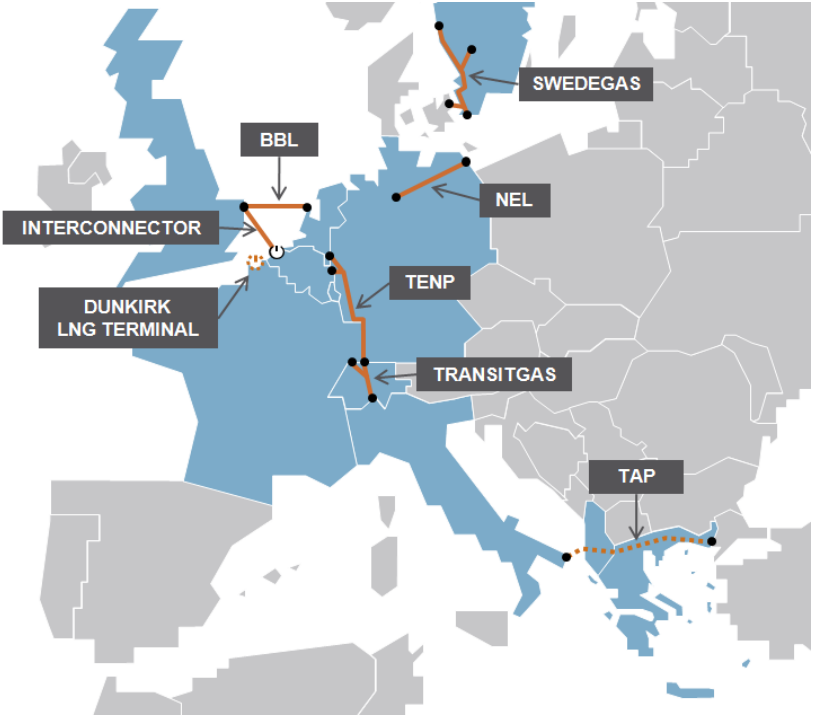 SWEDEGAS
BBL
NEL
INTERCONNECTOR
TENP
DUNKIRK
LNG TERMINAL
TRANSITGAS
TAP